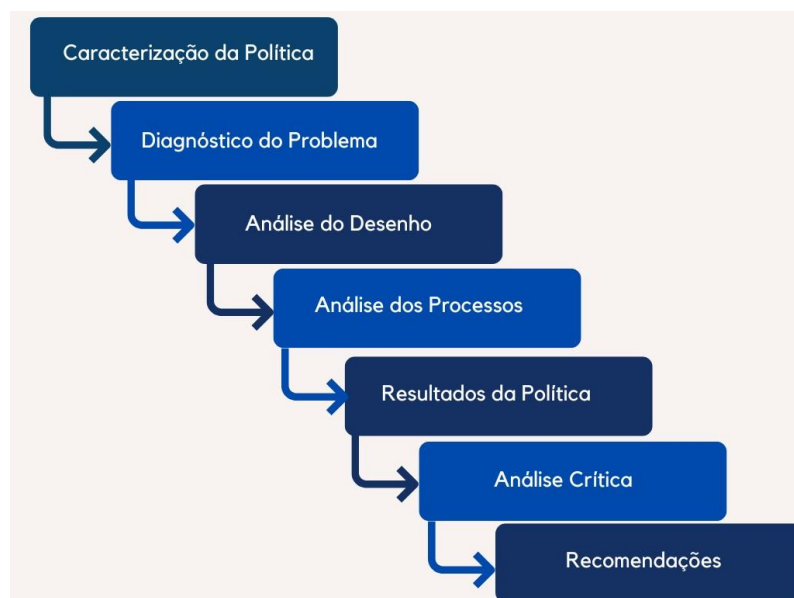 Caracterização da Política
Diagnóstico do Problema
Análise do Desenho
Análise dos Processos
Resultados da Política
Análise Crítica
Recomendações